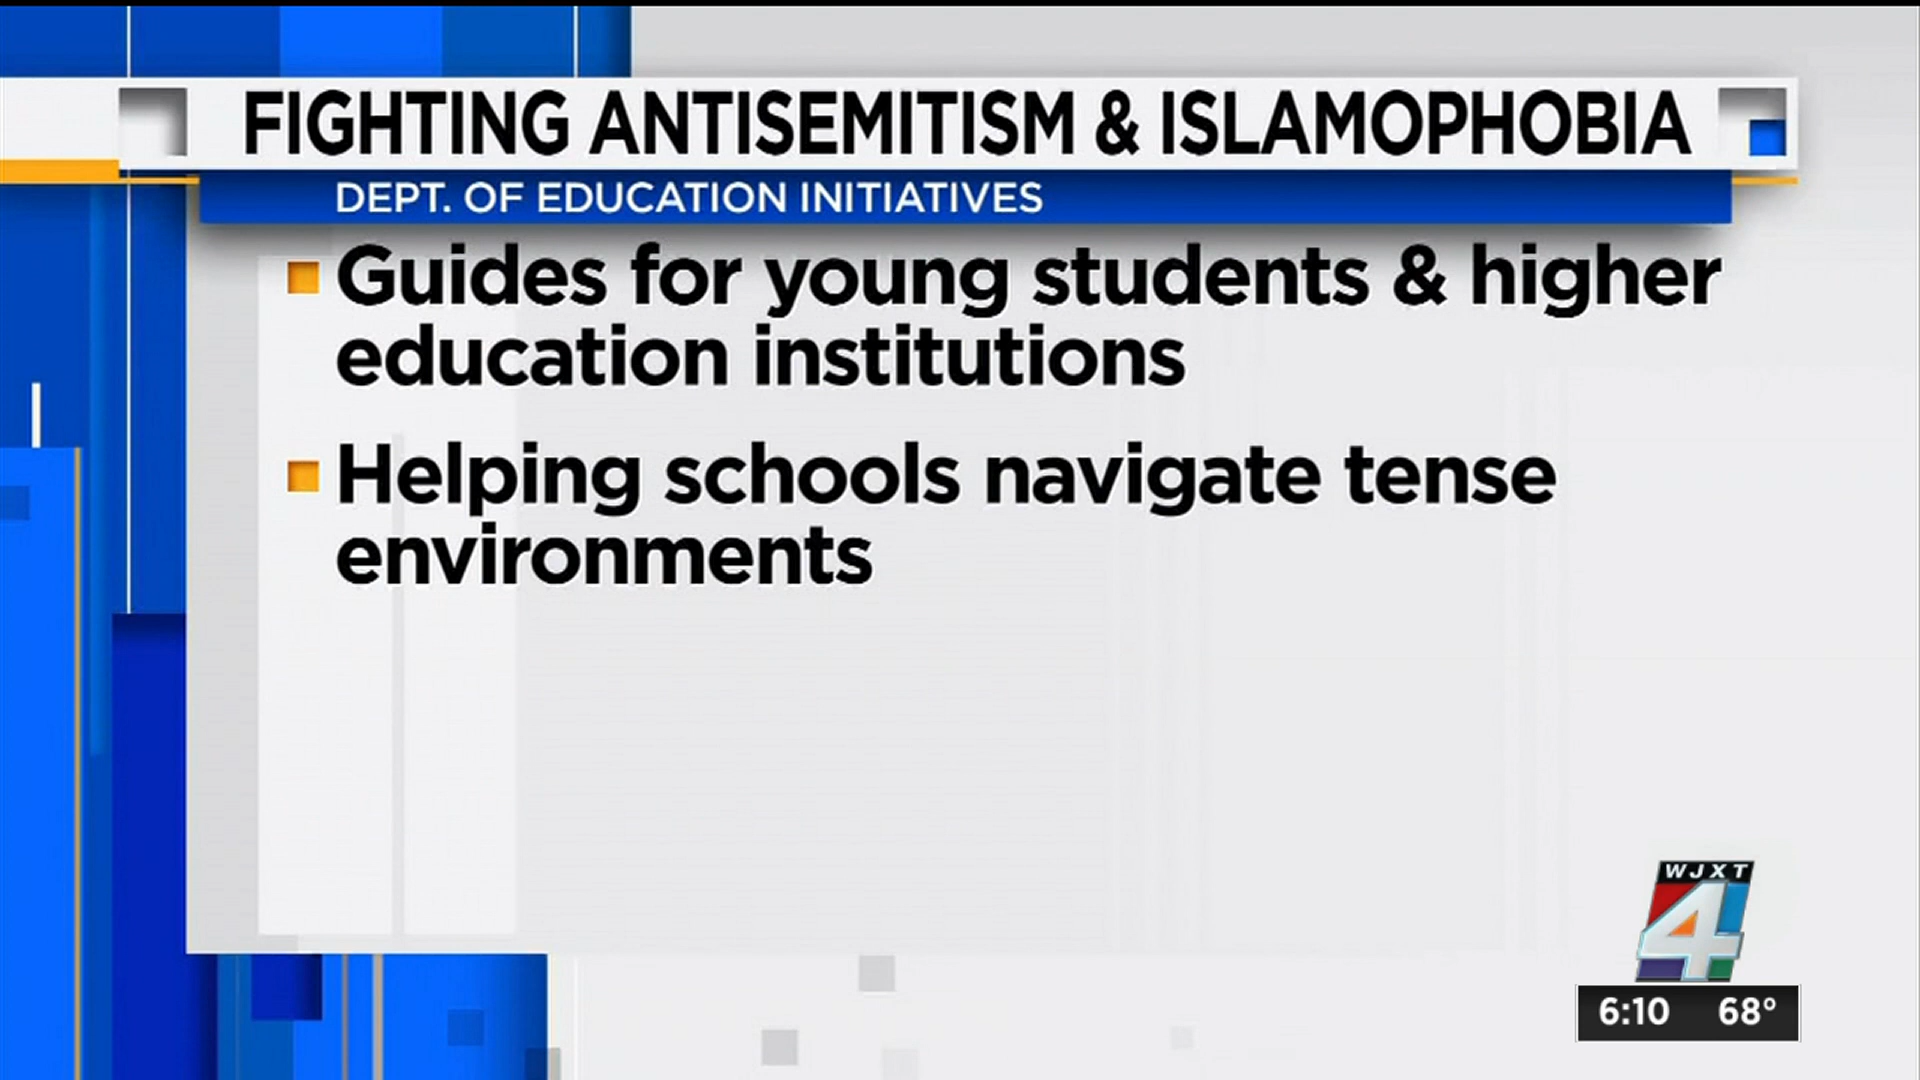 FIGHTING ANTISEMITISM & ISLAMOPHOBIA
DEPT. OF EDUCATION INITIATIVES
Guides for young students & higher
education institutions
Helping schools navigate tense
environments
WJXT
4
6:10 68°